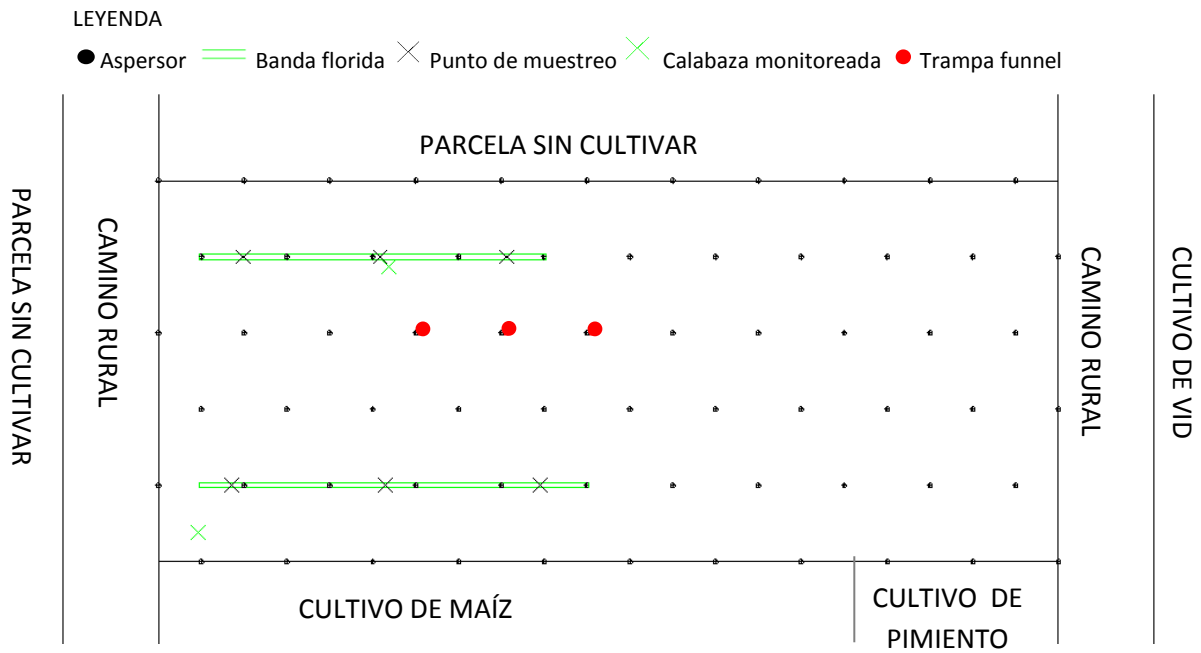 LEYENDA
Aspersor Banda florida Punto de muestreo Calabaza monitoreada Trampa funnel
PARCELA SIN CULTIVAR
PARCELA SIN CULTIVAR
CAMINO RURAL
CAMINO RURAL
CULTIVO DE VID
CULTIVO DE MAÍZ
CULTIVO DE
PIMIENTO